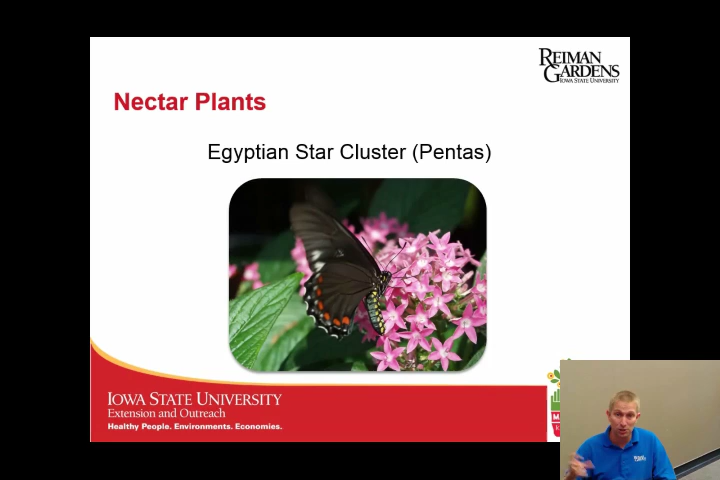 REIMAN
GARDENS
IOWA STATE UNIVERSITY
Nectar Plants
Egyptian Star Cluster (Pentas)
IOWA STATE UNIVERSITY
Extension and Outreach
Healthy People. Environments. Economies.